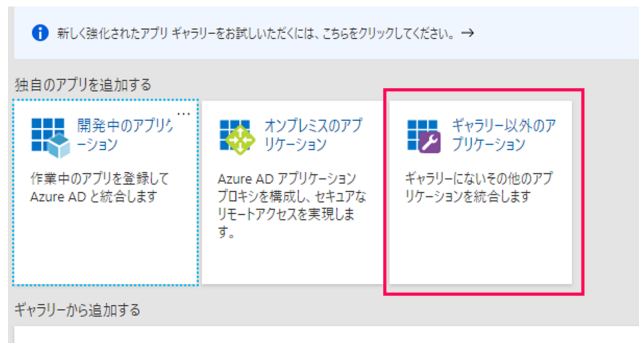 新しく強化されたアプリ ギャラリーをお試しいただくには、こちらをクリックしてください。 →
独自のアプリを追加する
開発中のアプリケ
ーション
...
作業中のアプリを登録して
Azure AD と統合します
オンプレミスのアプ
リケーション
Azure AD アプリケーション
プロキシを構成し、セキュアな
リモートアクセスを実現しま
す。
ギャラリー以外のア
プリケーション
ギャラリーにないその他のアプ
リケーションを統合します
ギャラリーから追加する